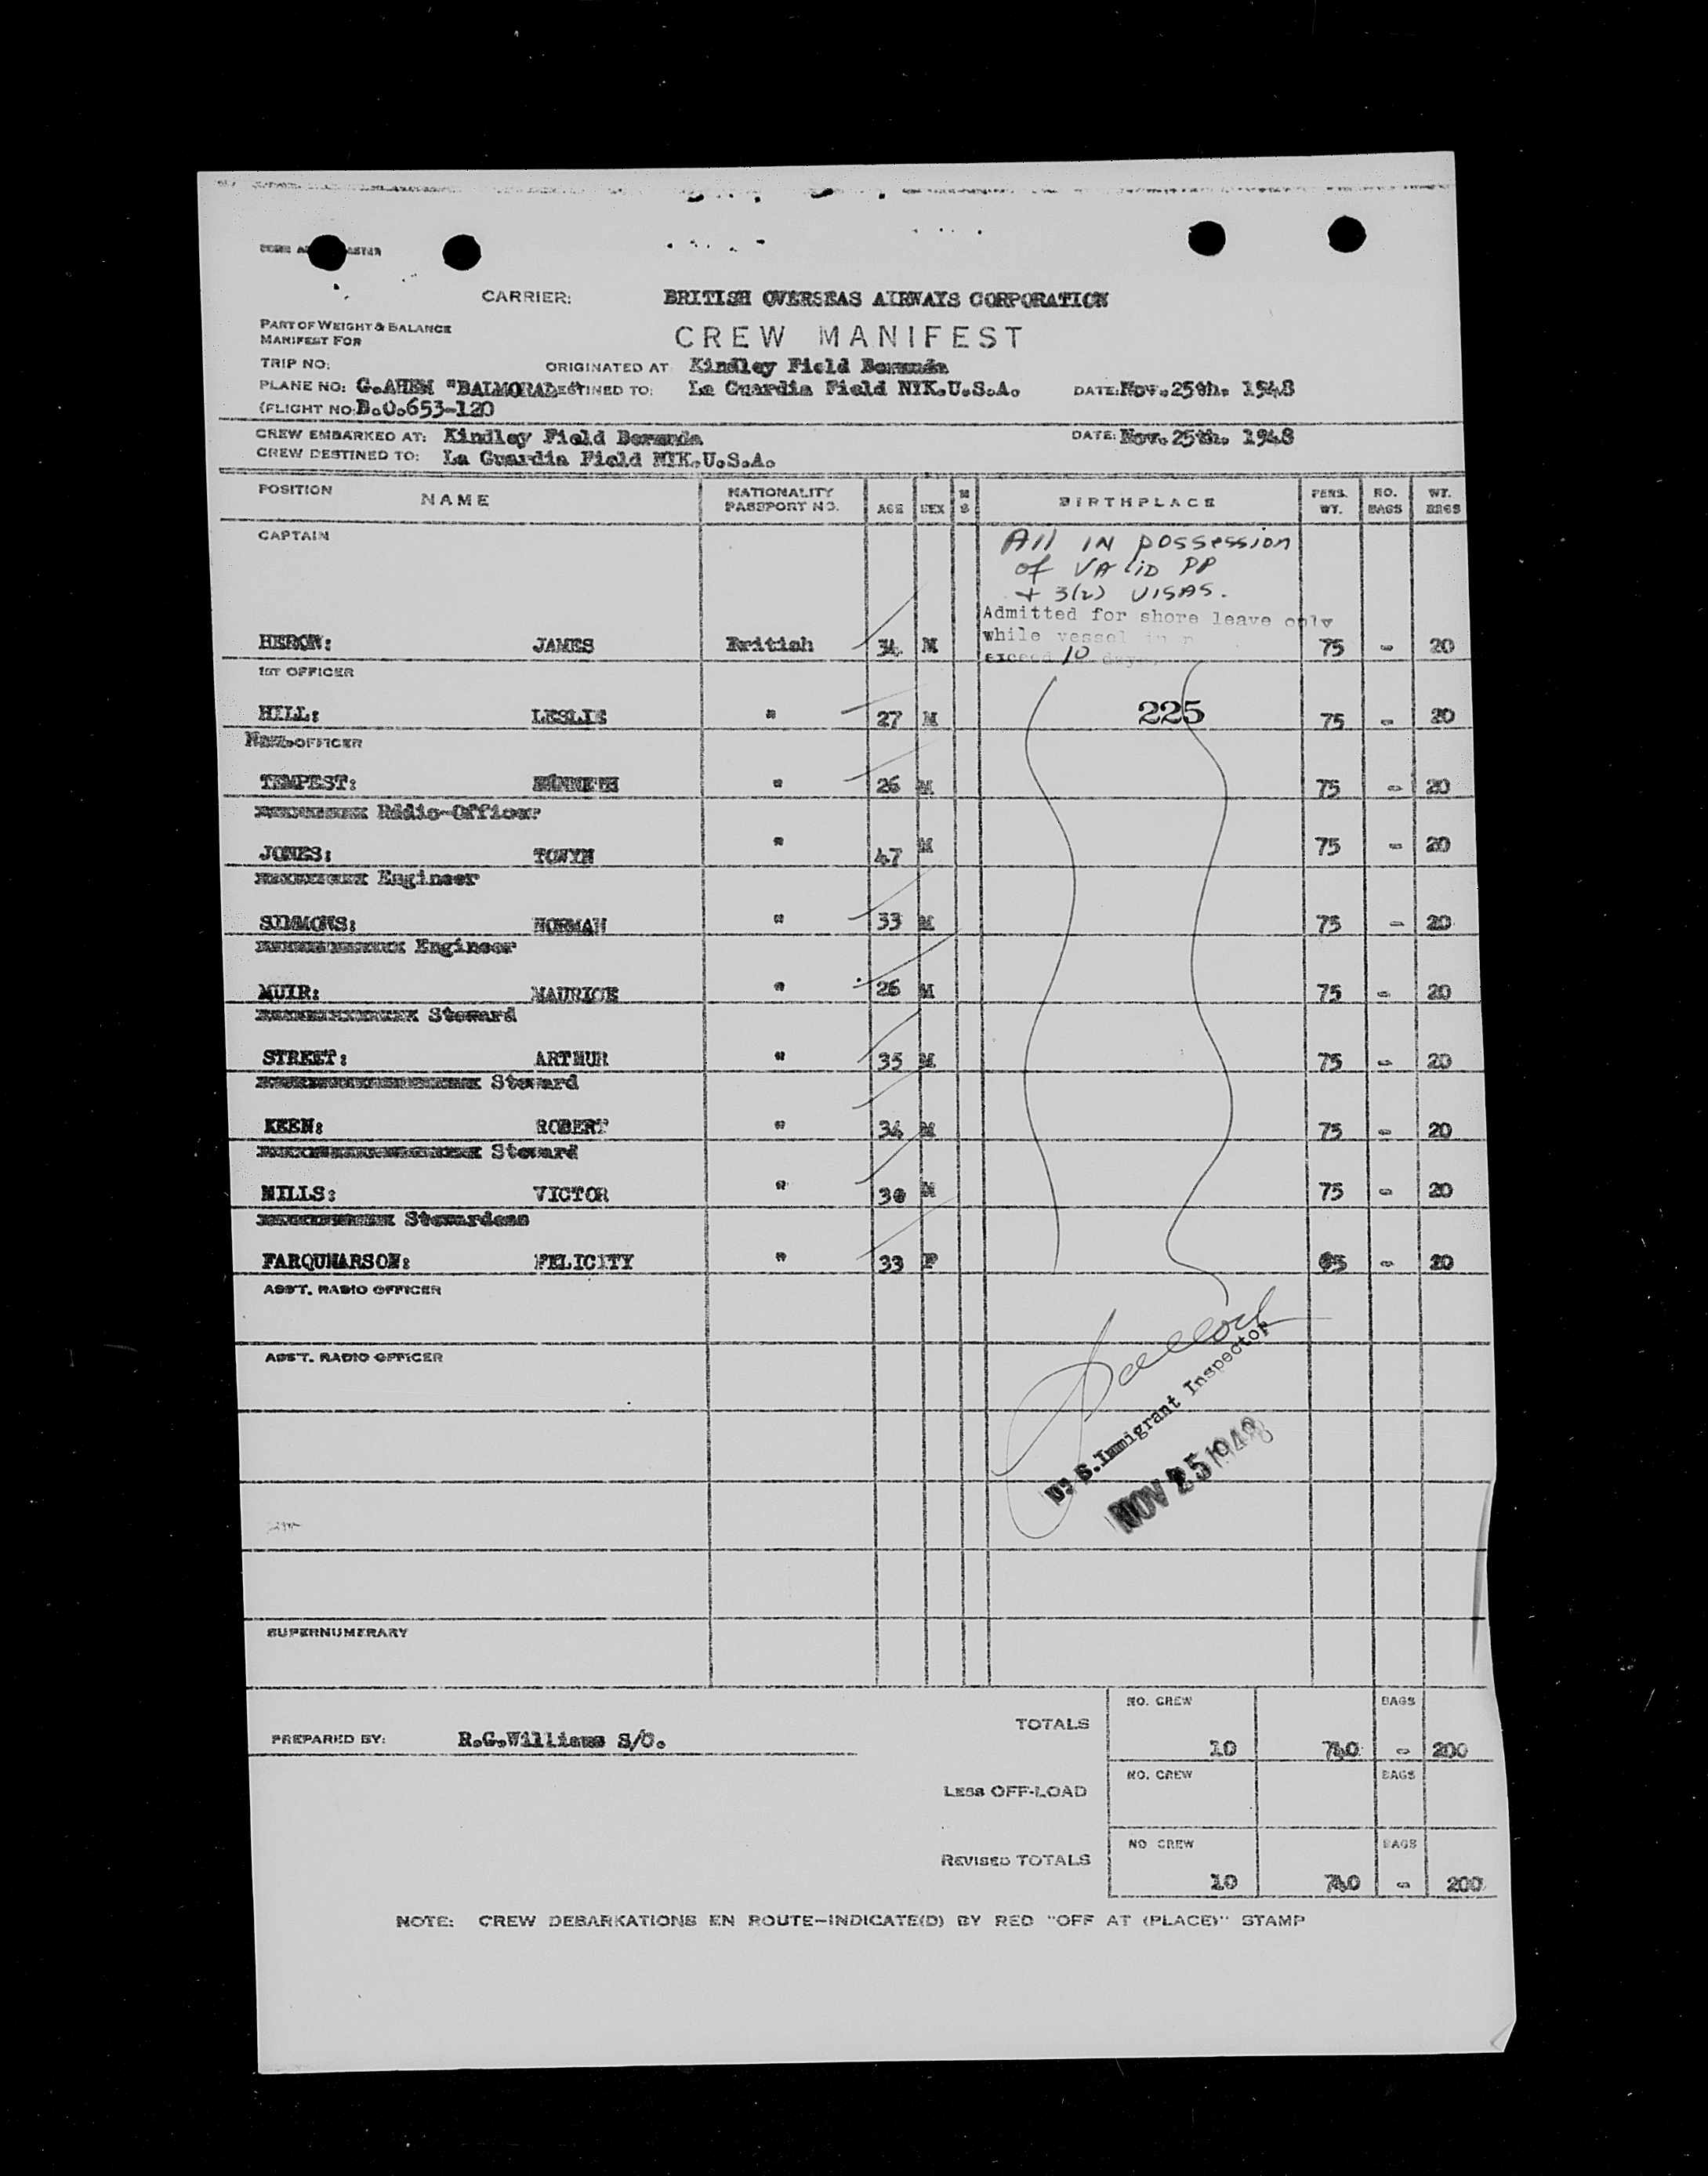 CARRIER: BRITISH OVERSEAS AIRWAYS CORPORATION
PART OF WEIGHT & BALANCE
MANIFEST FOR
CREW MANIFEST
TRIP NO: ORIGINATED AT Kindley Field Bermuda
PLANE NO: G.AHEM "BALMORAL" DESTINED TO: La Guardia Field NYK.U.S.A. DATE: Nov.25th. 1948
(FLIGHT NO: B.O.653-120
CREW EMBARKED AT: Kindley Field Bermuda DATE: Nov.25th. 1948
CREW DESTINED TO: La Guardia Field NYK.U.S.A.
POSITION NAME NATIONALITY PASSPORT NO. AGE SEX M S BIRTHPLACE PERS. WT. NO. BAGS WT. BAGS
CAPTAIN
All IN possession
of VALID PP
+ 3(2) VISAS.
Admitted for shore leave only
while vessel in
exceed 10 days
HERON: JAMES British 34 M 75 - 20
1ST OFFICER
HILL: LESLIE " 27 M 225 75 - 20
Nav. OFFICER
TEMPEST: KENNETH " 26 M 75 - 20
Radio-Officer
JONES: TOWYN " 47 M 75 - 20
Engineer
SIMMONS: NORMAN " 33 M 75 - 20
Engineer
MUIR: MAURICE " 26 M 75 - 20
Steward
STREET: ARTHUR " 35 M 75 - 20
Steward
KEEN: ROBERT " 34 M 75 - 20
Steward
MILLS: VICTOR " 30 M 75 - 20
Stewardess
FARQUHARSON: FELICITY " 33 F 65 - 20
ASS'T. RADIO OFFICER
ASS'T. RADIO OFFICER
U. S. Immigrant Inspector
NOV 25 1948
SUPERNUMERARY
NO. CREW BAGS
TOTALS 10 740 - 200
PREPARED BY: R.G.Williams S/O.
NO. CREW BAGS
LESS OFF-LOAD
NO CREW BAGS
REVISED TOTALS 10 740 - 200
NOTE: CREW DEBARKATIONS EN ROUTE-INDICATE(D) BY RED "OFF AT (PLACE)" STAMP